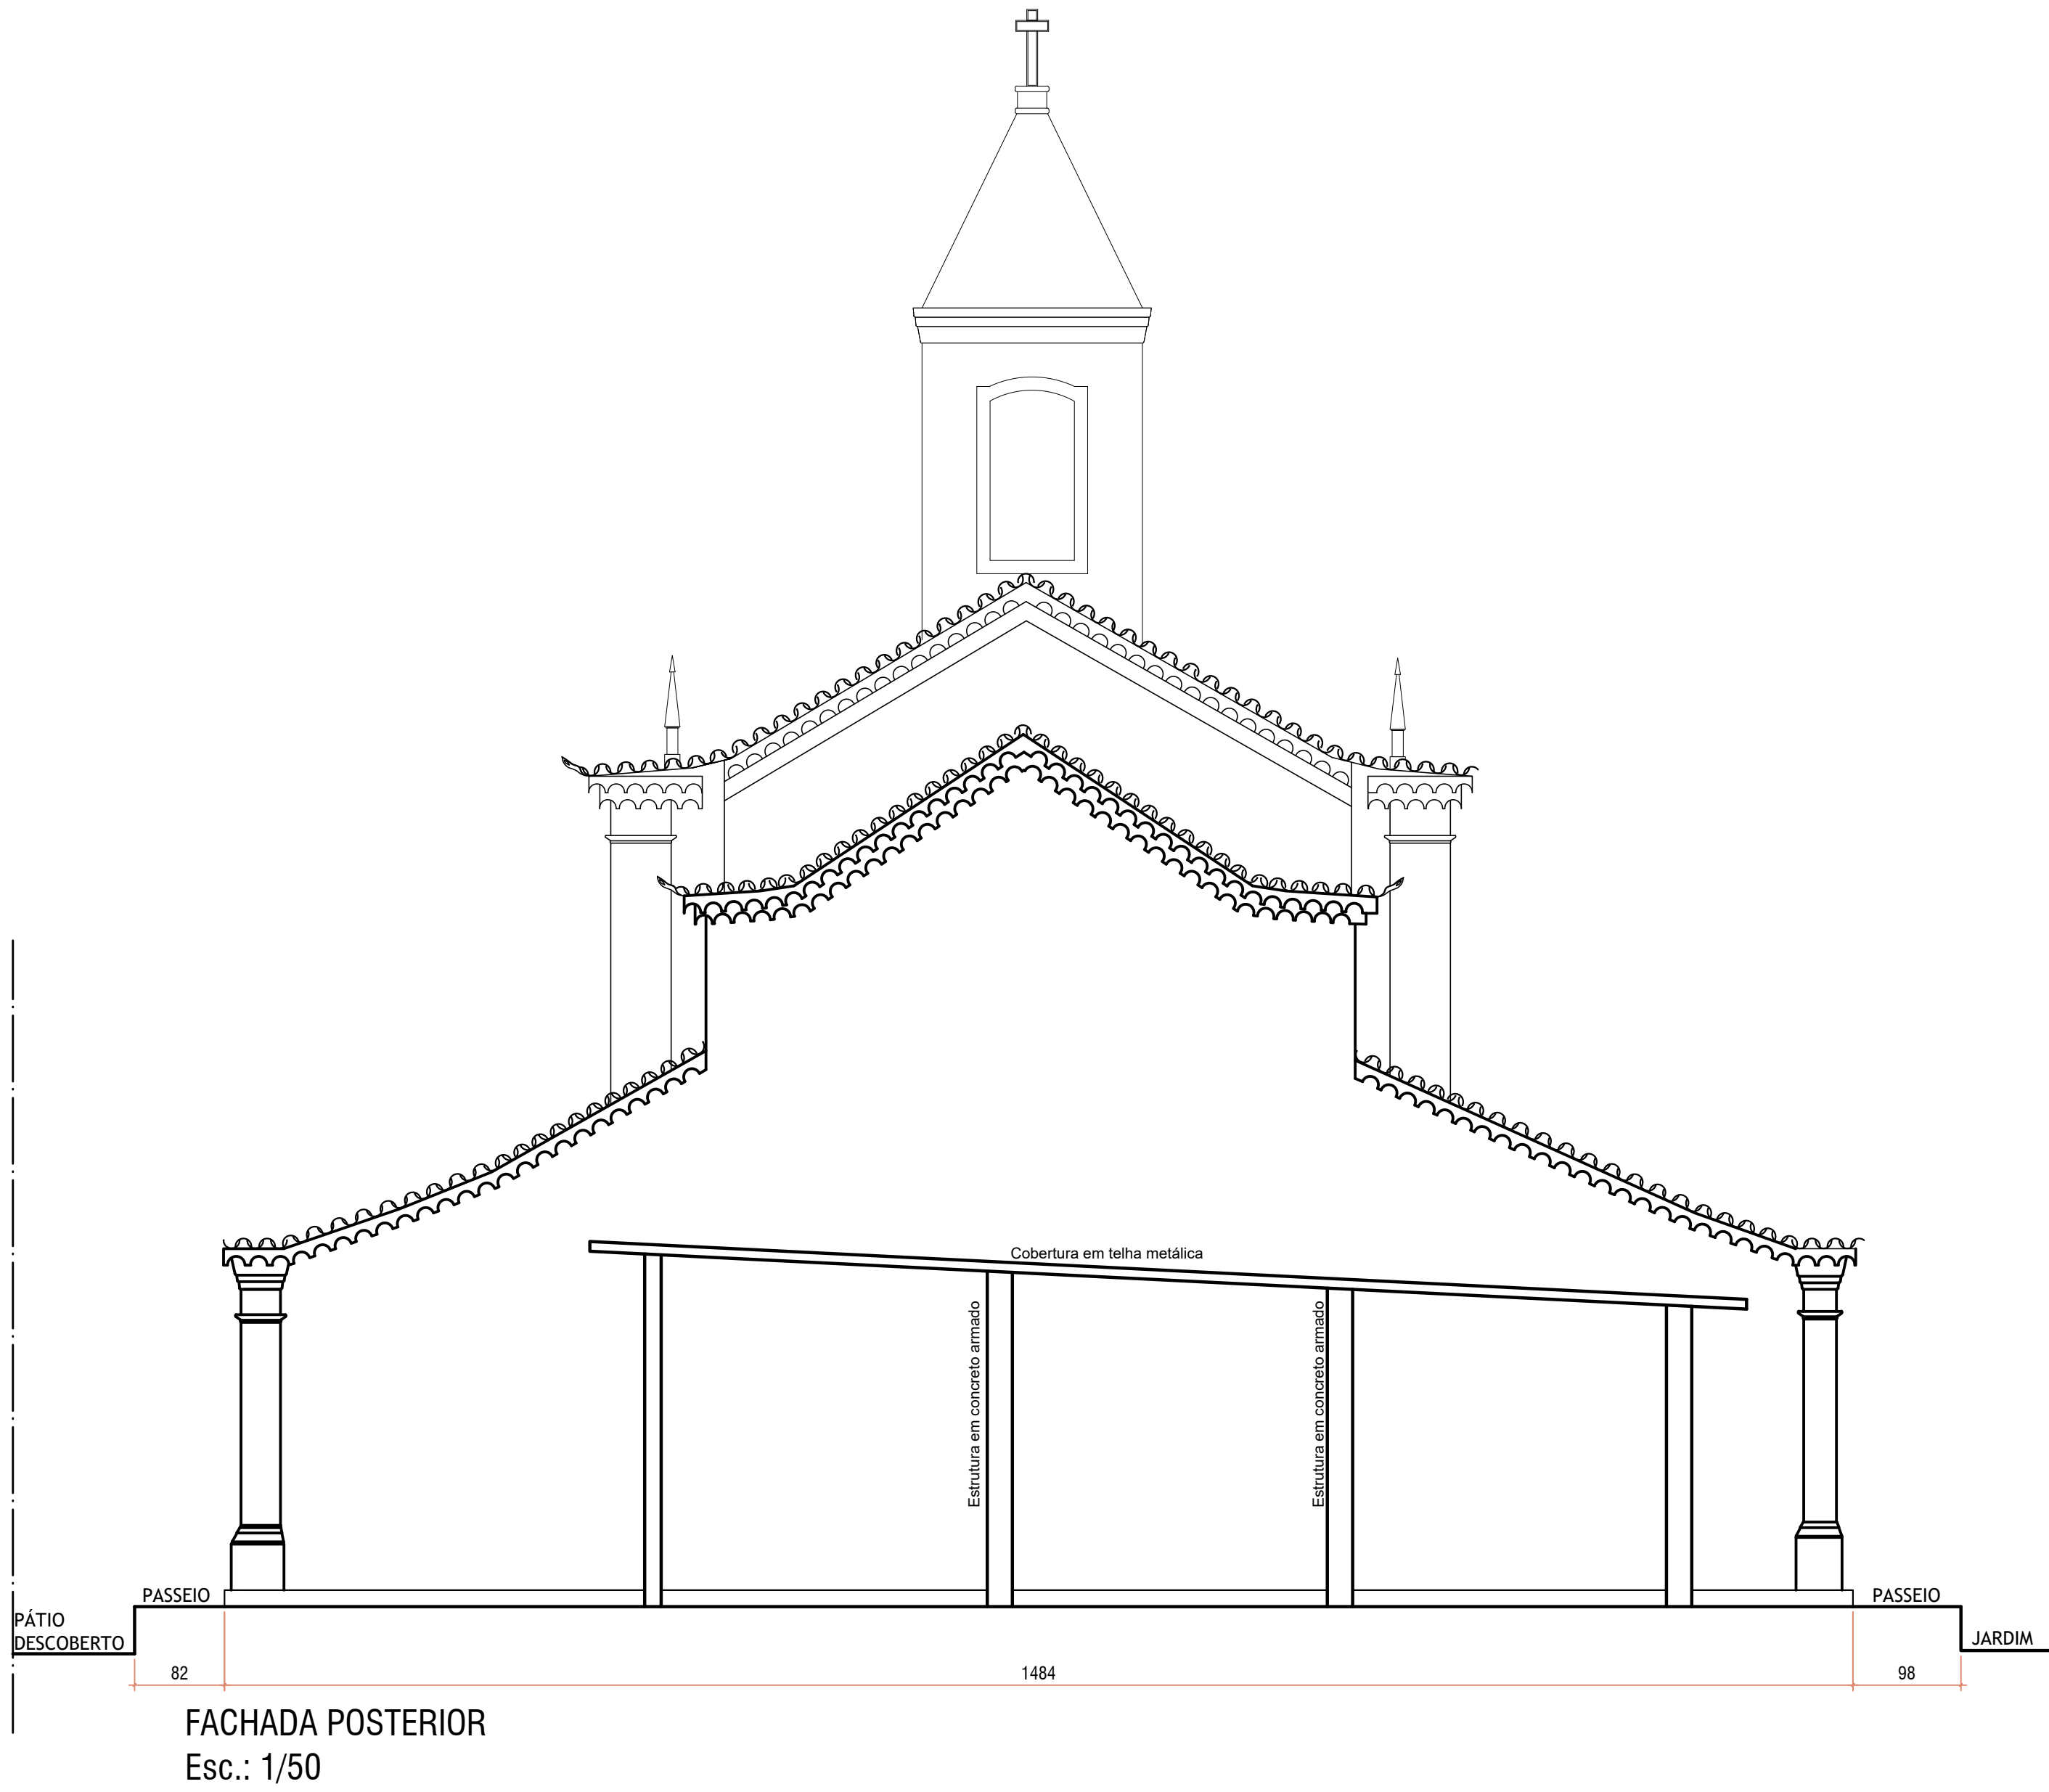 Cobertura em telha metálica
Estrutura em concreto armado
Estrutura em concreto armado
PASSEIO
PASSEIO
PÁTIO
DESCOBERTO
JARDIM
82
1484
98
FACHADA POSTERIOR
Esc.: 1/50